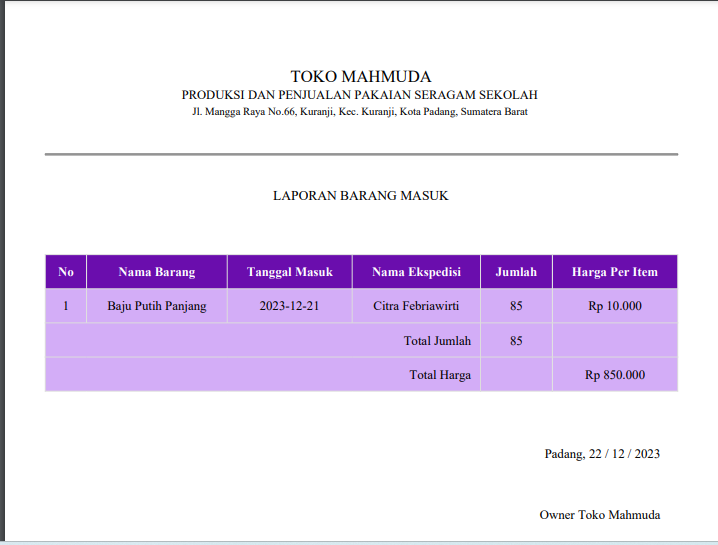 TOKO MAHMUDA
PRODUKSI DAN PENJUALAN PAKAIAN SERAGAM SEKOLAH
Jl. Mangga Raya No.66, Kuranji, Kec. Kuranji, Kota Padang, Sumatera Barat
LAPORAN BARANG MASUK
No Nama Barang Tanggal Masuk Nama Ekspedisi Jumlah Harga Per Item
1 Baju Putih Panjang 2023-12-21 Citra Febriawirti 85 Rp 10.000
Total Jumlah 85
Total Harga Rp 850.000
Padang, 22 / 12 / 2023
Owner Toko Mahmuda